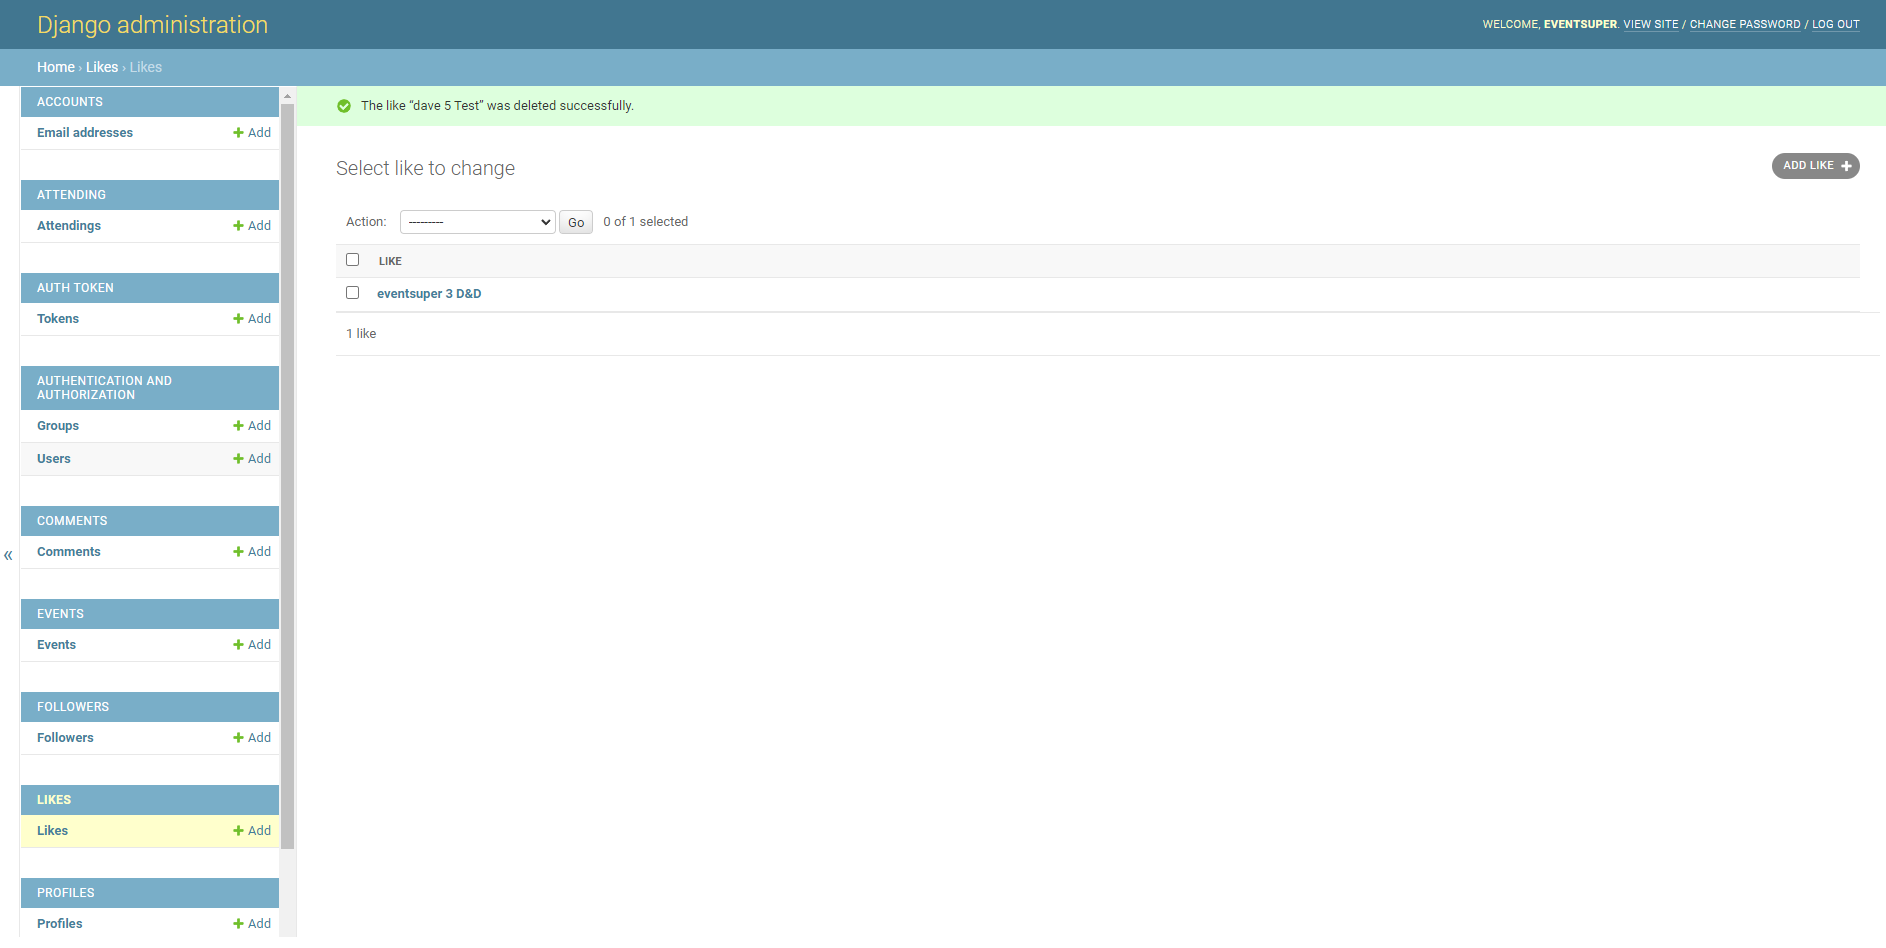 Django administration
WELCOME, EVENTSUPER. VIEW SITE / CHANGE PASSWORD / LOG OUT
Home › Likes › Likes
ACCOUNTS
Email addresses Add
ATTENDING
Attendings Add
AUTH TOKEN
Tokens Add
AUTHENTICATION AND
AUTHORIZATION
Groups Add
Users Add
COMMENTS
Comments Add
EVENTS
Events Add
FOLLOWERS
Followers Add
LIKES
Likes Add
PROFILES
Profiles Add
«
The like “dave 5 Test” was deleted successfully.
Select like to change
ADD LIKE
Action: --------- Go 0 of 1 selected
LIKE
eventsuper 3 D&D
1 like